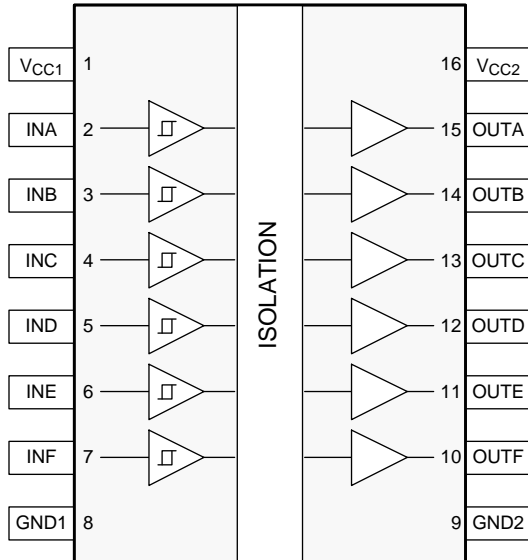 VCC1 1 16 VCC2
INA 2 15 OUTA
INB 3 14 OUTB
INC 4 13 OUTC
IND 5 12 OUTD
INE 6 11 OUTE
INF 7 10 OUTF
GND1 8 9 GND2
ISOLATION